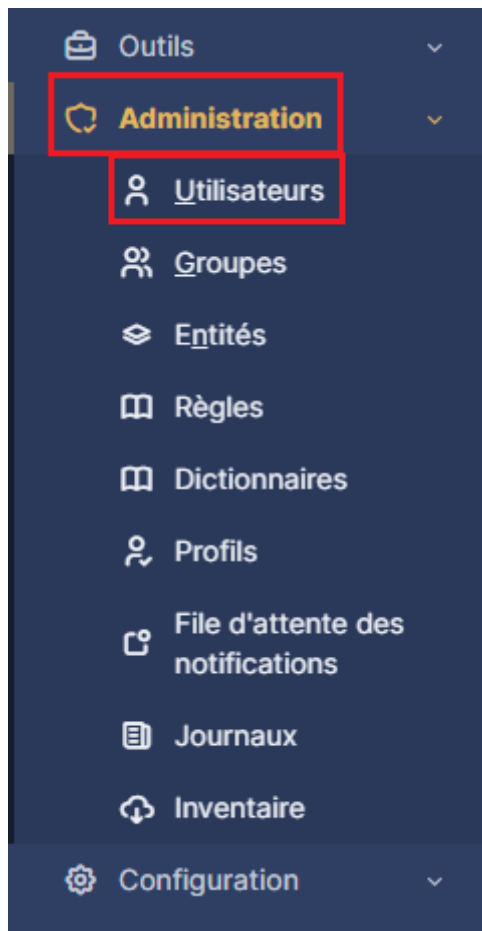 Outils
Administration
Utilisateurs
Groupes
Entités
Règles
Dictionnaires
Profils
File d'attente des
notifications
Journaux
Inventaire
Configuration